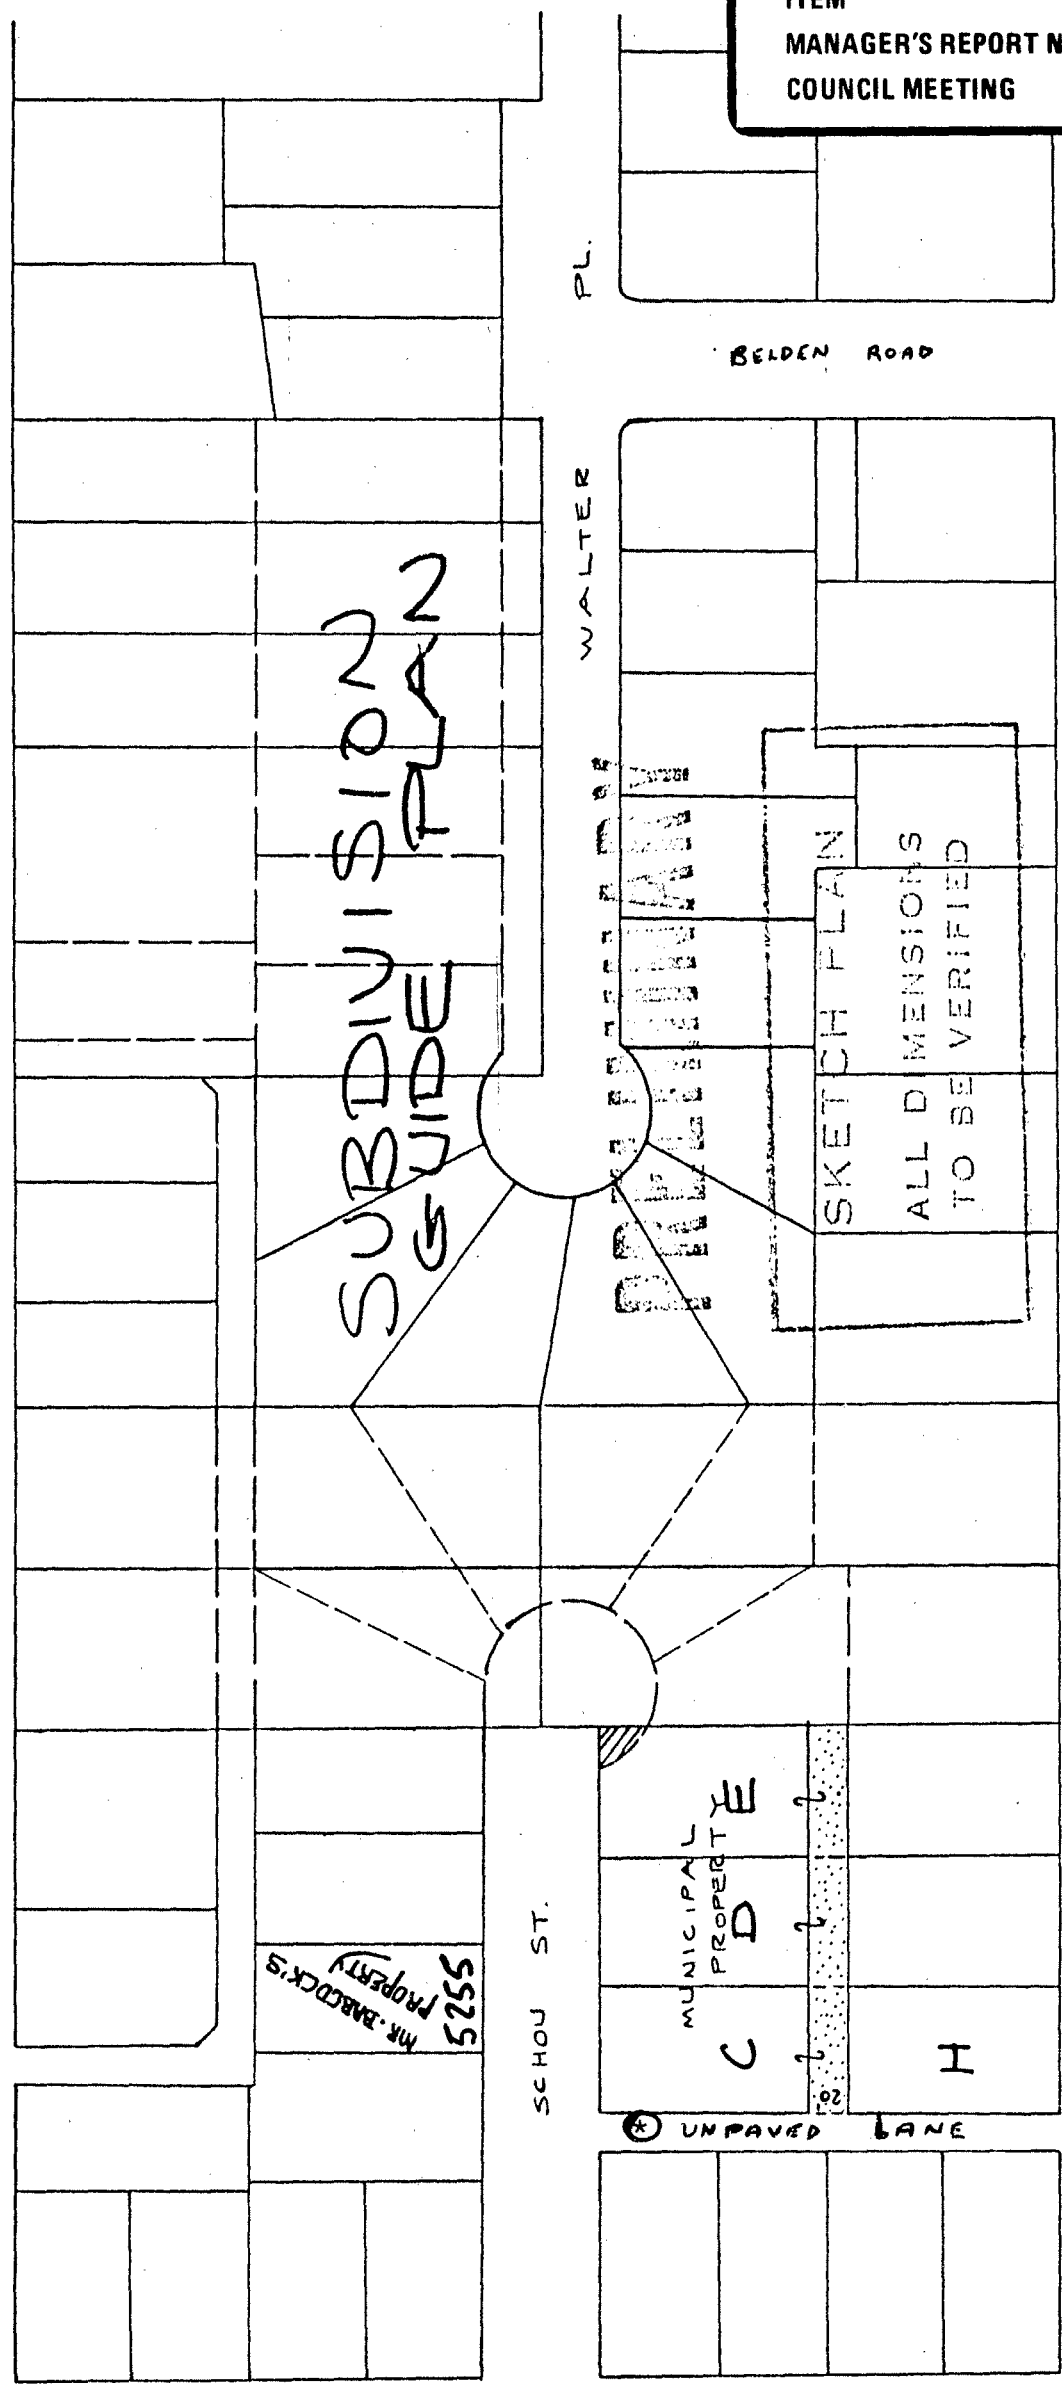 ITEM
MANAGER'S REPORT N
COUNCIL MEETING
PL.
BELDEN ROAD
WALTER
SUBDIVISION
GUIDE PLAN
PRELIMINARY
SKETCH PLAN
ALL DIMENSIONS
TO BE VERIFIED
MUNICIPAL
PROPERTY
E
D
C
H
20
MR. BABCOCK'S
PROPERTY
5255
SCHOU ST.
* UNPAVED LANE